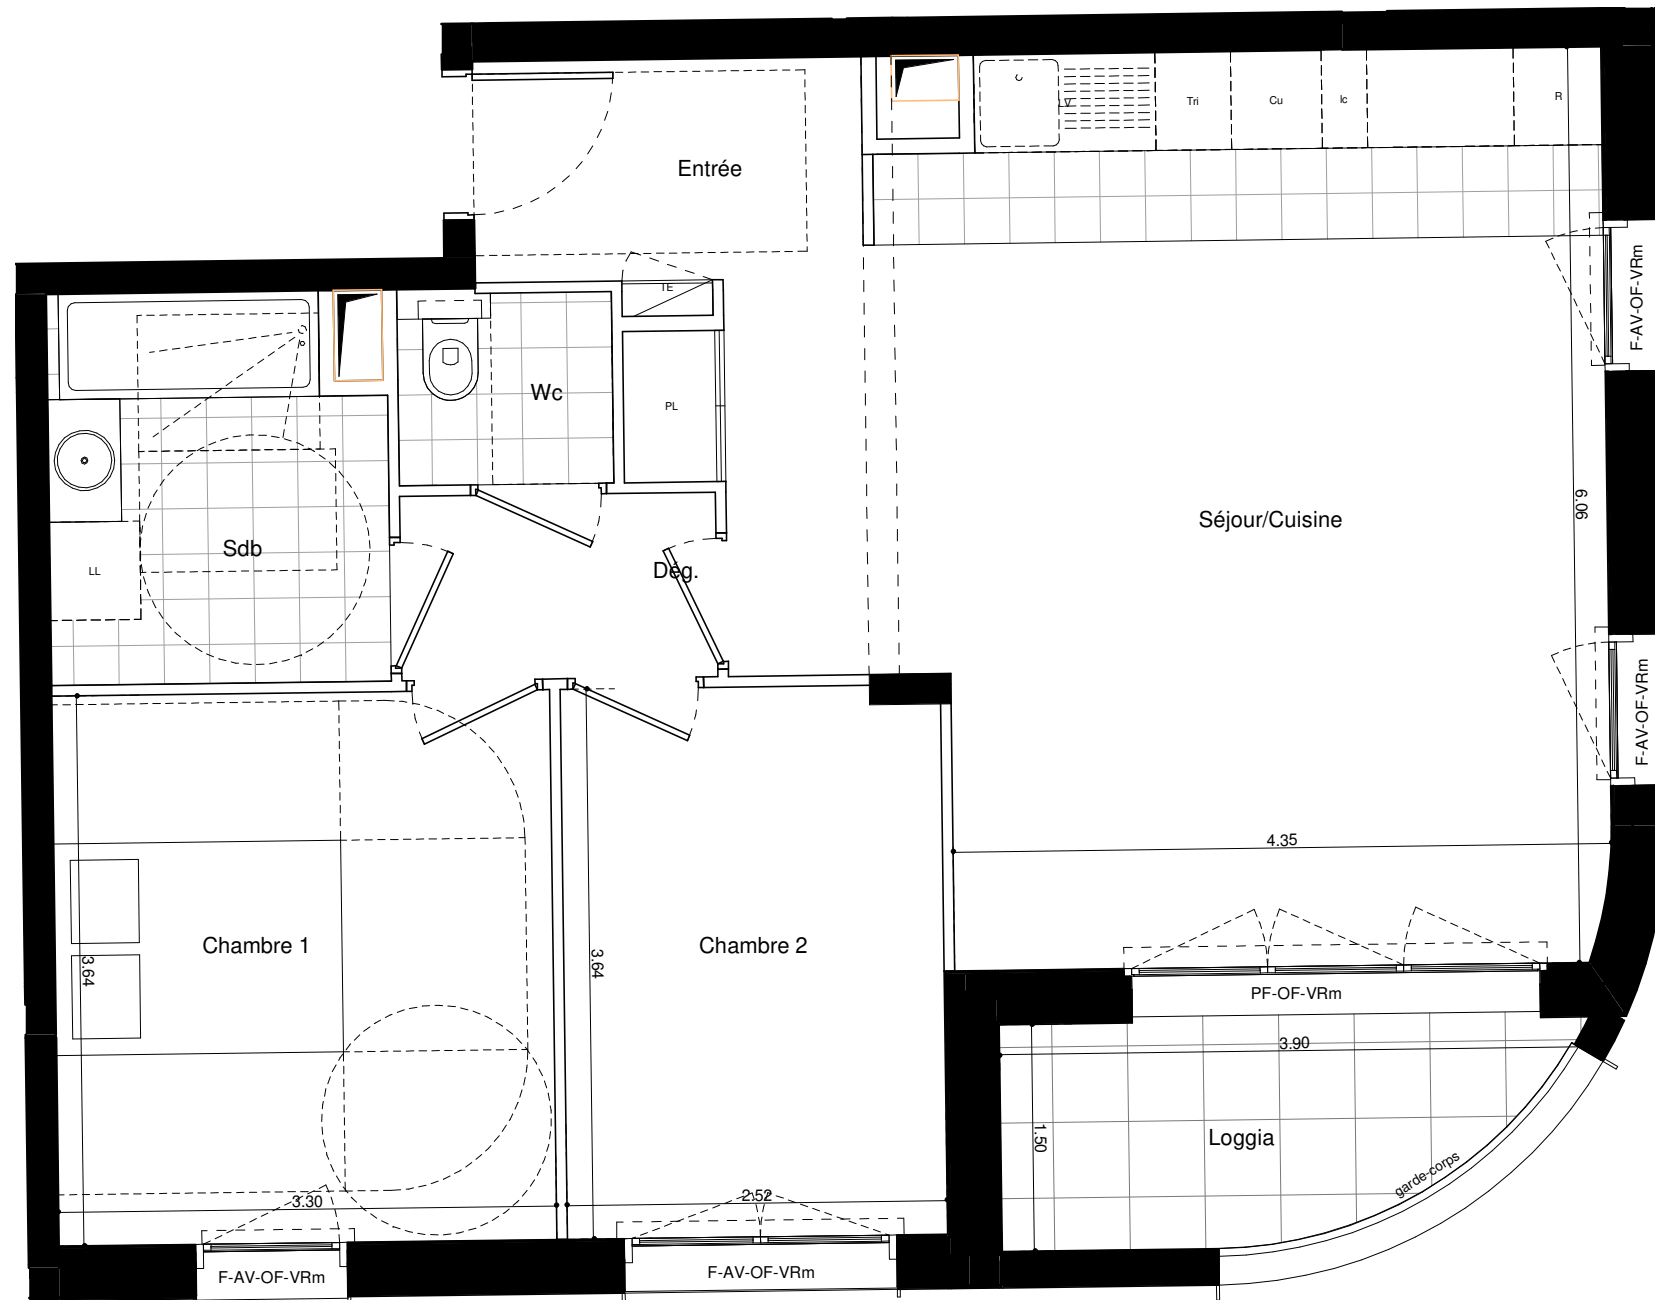 Entrée
V
Tri
Cu
Ic
R
F-AV-OF-VRm
TE
Wc
PL
6.06
Séjour/Cuisine
Sdb
LL
Dég.
F-AV-OF-VRm
4.35
Chambre 1
3.64
Chambre 2
3.64
PF-OF-VRm
3.90
1.50
Loggia
garde-corps
3.30
2.52
F-AV-OF-VRm
F-AV-OF-VRm